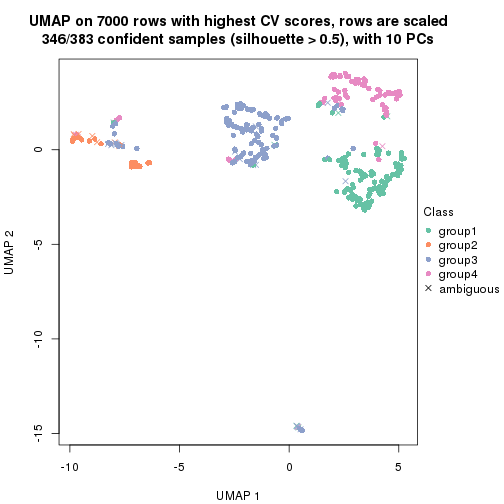 UMAP on 7000 rows with highest CV scores, rows are scaled
346/383 confident samples (silhouette > 0.5), with 10 PCs
0
-5
-10
-15
UMAP 2
Class
group1
group2
group3
group4
ambiguous
-10
-5
0
5
UMAP 1